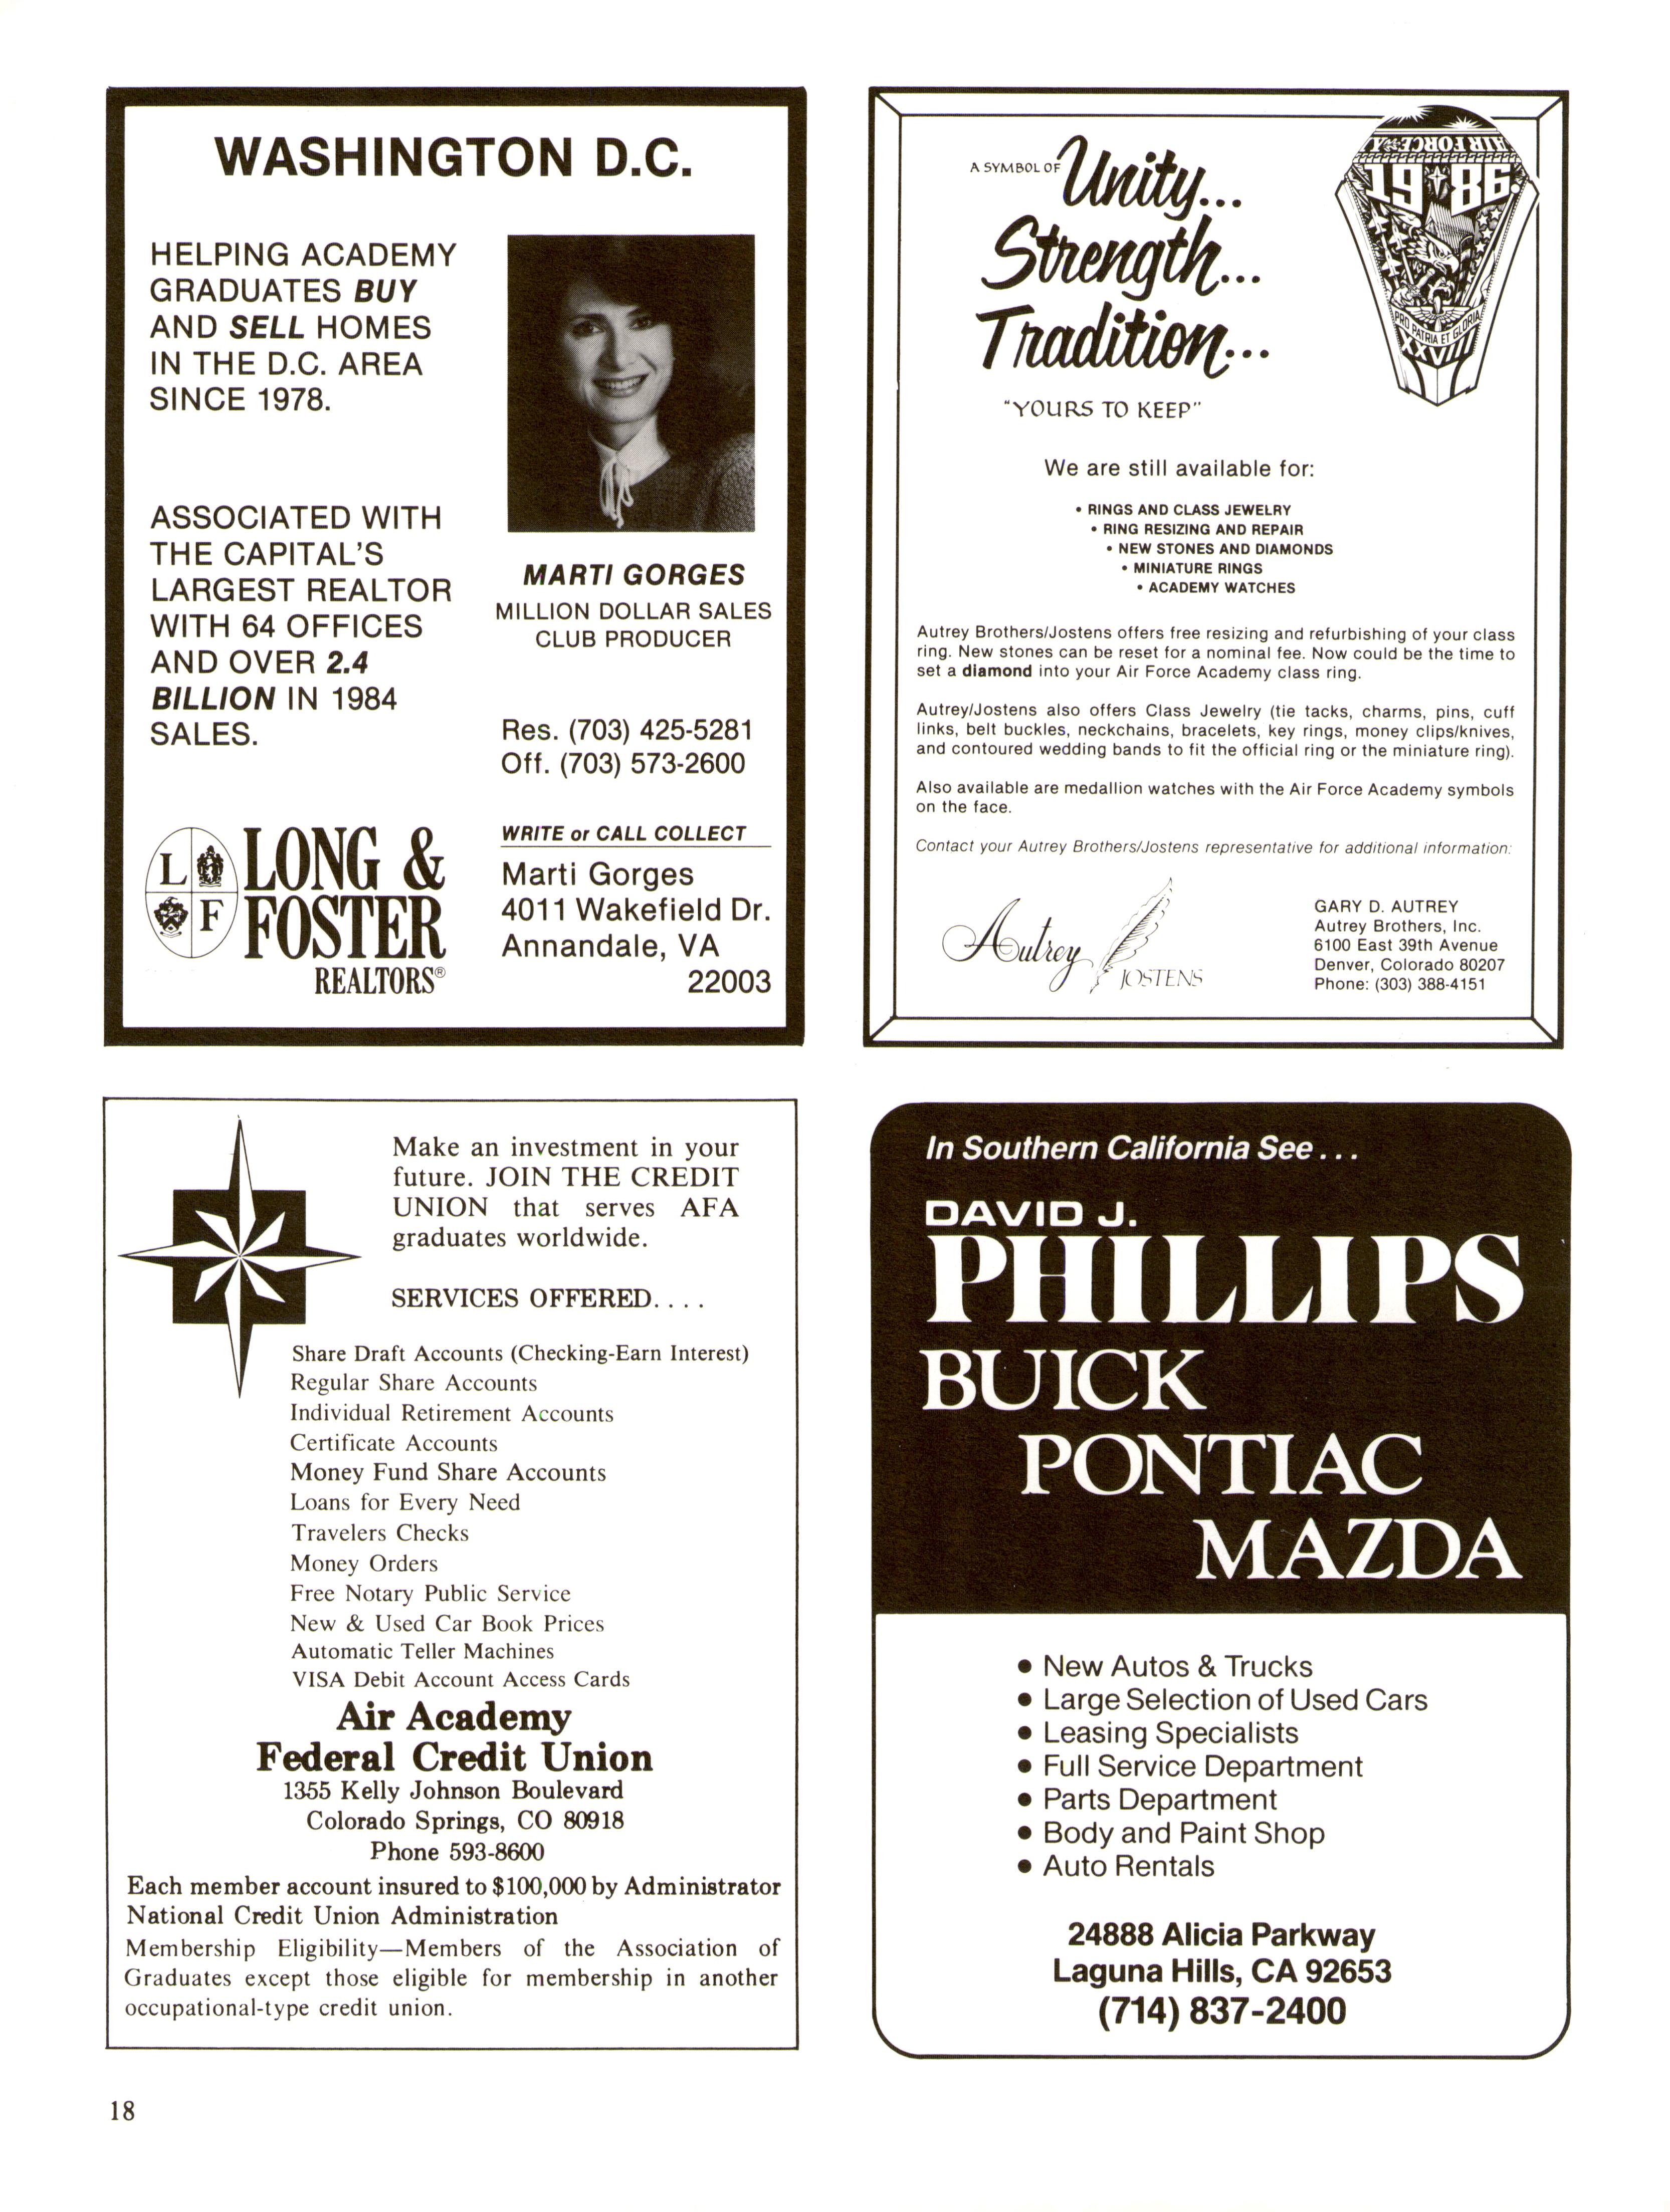 WASHINGTON D.C.
HELPING ACADEMY
GRADUATES BUY
AND SELL HOMES
IN THE D.C. AREA
SINCE 1978.
ASSOCIATED WITH
THE CAPITAL'S
LARGEST REALTOR
WITH 64 OFFICES
AND OVER 2.4
BILLION IN 1984
SALES.
L F
LONG &
FOSTER
REALTORS®
MARTI GORGES
MILLION DOLLAR SALES
CLUB PRODUCER
Res. (703) 425-5281
Off. (703) 573-2600
WRITE or CALL COLLECT
Marti Gorges
4011 Wakefield Dr.
Annandale, VA
22003
A SYMBOL OF Unity...
Strength...
Tradition...
"YOURS TO KEEP"
AIR FORCE
1986
PRO PATRIA ET GLORIA
XXVIII
We are still available for:
• RINGS AND CLASS JEWELRY
• RING RESIZING AND REPAIR
• NEW STONES AND DIAMONDS
• MINIATURE RINGS
• ACADEMY WATCHES
Autrey Brothers/Jostens offers free resizing and refurbishing of your class
ring. New stones can be reset for a nominal fee. Now could be the time to
set a diamond into your Air Force Academy class ring.
Autrey/Jostens also offers Class Jewelry (tie tacks, charms, pins, cuff
links, belt buckles, neckchains, bracelets, key rings, money clips/knives,
and contoured wedding bands to fit the official ring or the miniature ring).
Also available are medallion watches with the Air Force Academy symbols
on the face.
Contact your Autrey Brothers/Jostens representative for additional information:
Autrey JOSTENS
GARY D. AUTREY
Autrey Brothers, Inc.
6100 East 39th Avenue
Denver, Colorado 80207
Phone: (303) 388-4151
Make an investment in your
future. JOIN THE CREDIT
UNION that serves AFA
graduates worldwide.
SERVICES OFFERED. . . .
Share Draft Accounts (Checking-Earn Interest)
Regular Share Accounts
Individual Retirement Accounts
Certificate Accounts
Money Fund Share Accounts
Loans for Every Need
Travelers Checks
Money Orders
Free Notary Public Service
New & Used Car Book Prices
Automatic Teller Machines
VISA Debit Account Access Cards
Air Academy
Federal Credit Union
1355 Kelly Johnson Boulevard
Colorado Springs, CO 80918
Phone 593-8600
Each member account insured to $100,000 by Administrator
National Credit Union Administration
Membership Eligibility—Members of the Association of
Graduates except those eligible for membership in another
occupational-type credit union.
In Southern California See . . .
DAVID J.
PHILLIPS
BUICK
PONTIAC
MAZDA
• New Autos & Trucks
• Large Selection of Used Cars
• Leasing Specialists
• Full Service Department
• Parts Department
• Body and Paint Shop
• Auto Rentals
24888 Alicia Parkway
Laguna Hills, CA 92653
(714) 837-2400
18